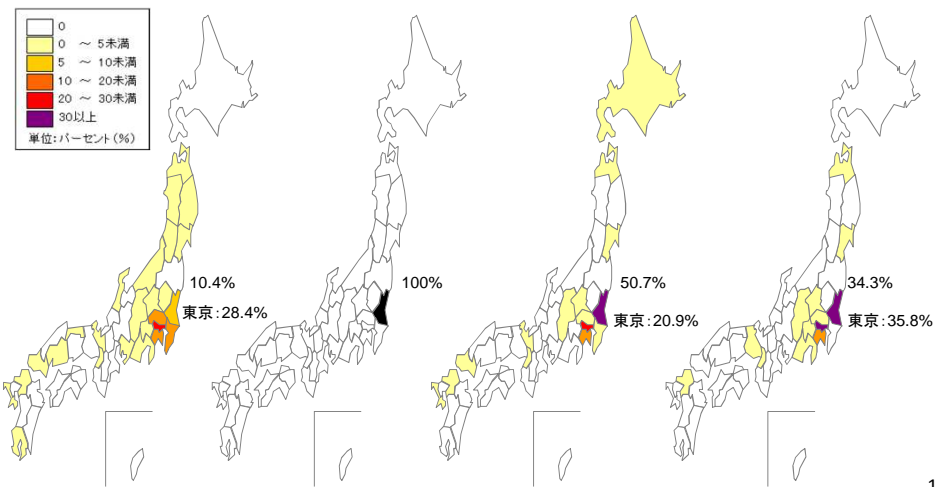 0
0 ～ 5未満
5 ～ 10未満
10 ～ 20未満
20 ～ 30未満
30以上
単位:パーセント(%)
10.4%
東京:28.4%
100%
50.7%
東京:20.9%
34.3%
東京:35.8%
1